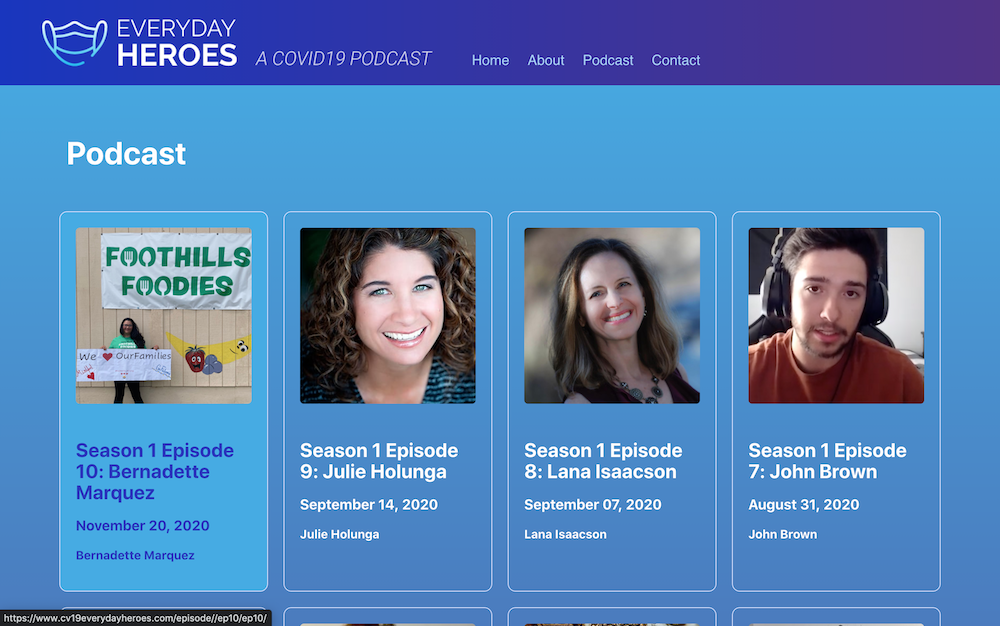 EVERYDAY
HEROES
A COVID19 PODCAST
Home About Podcast Contact
Podcast
FOOTHILLS
FOODIES
We OurFamilies
Season 1 Episode
10: Bernadette
Marquez
November 20, 2020
Bernadette Marquez
Season 1 Episode
9: Julie Holunga
September 14, 2020
Julie Holunga
Season 1 Episode
8: Lana Isaacson
September 07, 2020
Lana Isaacson
Season 1 Episode
7: John Brown
August 31, 2020
John Brown
https://www.cv19everydayheroes.com/episode//ep10/ep10/